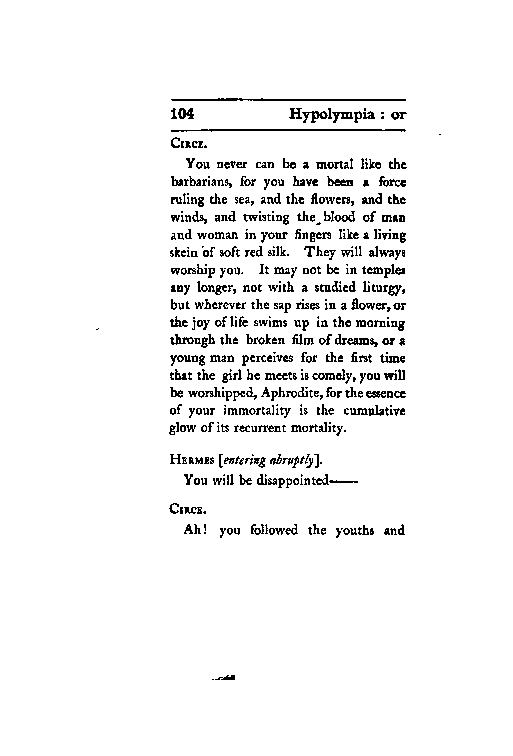 104 Hypolympia : or
Circe.
You never can be a mortal like the
barbarians, for you have been a force
ruling the sea, and the flowers, and the
winds, and twisting the blood of man
and woman in your fingers like a living
skein of soft red silk. They will always
worship you. It may not be in temples
any longer, not with a studied liturgy,
but wherever the sap rises in a flower, or
the joy of life swims up in the morning
through the broken film of dreams, or a
young man perceives for the first time
that the girl he meets is comely, you will
be worshipped, Aphrodite, for the essence
of your immortality is the cumulative
glow of its recurrent mortality.
Hermes [entering abruptly].
You will be disappointed——
Circe.
Ah! you followed the youths and